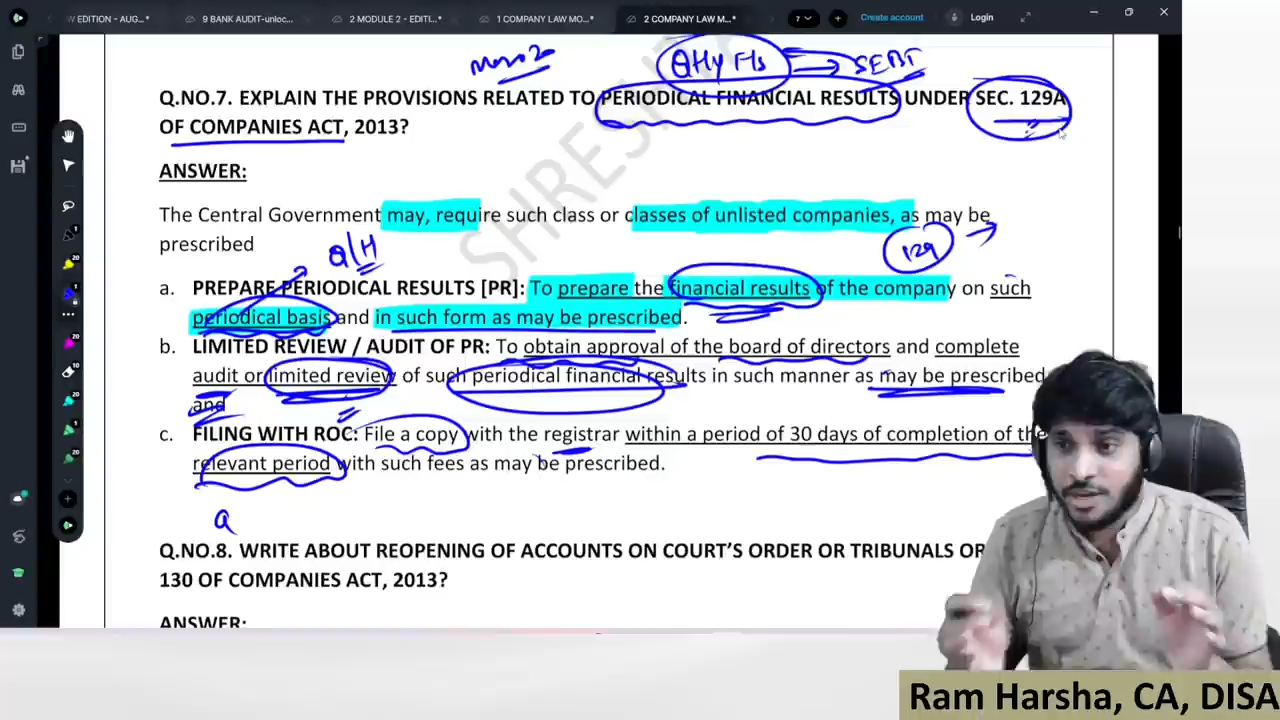 W EDITION - AUG...*
9 BANK AUDIT-unloc...
2 MODULE 2 - EDITI...*
1 COMPANY LAW MO...*
2 COMPANY LAW M...*
7
Create account
Login
Qtly FIs
SEBI
Q.NO.7. EXPLAIN THE PROVISIONS RELATED TO PERIODICAL FINANCIAL RESULTS UNDER SEC. 129A
OF COMPANIES ACT, 2013?
ANSWER:
The Central Government may, require such class or classes of unlisted companies, as may be
prescribed
Q/H
129
a. PREPARE PERIODICAL RESULTS [PR]: To prepare the financial results of the company on such
periodical basis and in such form as may be prescribed.
b. LIMITED REVIEW / AUDIT OF PR: To obtain approval of the board of directors and complete
audit or limited review of such periodical financial results in such manner as may be prescribed
and
c. FILING WITH ROC: File a copy with the registrar within a period of 30 days of completion of the
relevant period with such fees as may be prescribed.
Q
Q.NO.8. WRITE ABOUT REOPENING OF ACCOUNTS ON COURT'S ORDER OR TRIBUNALS OR
130 OF COMPANIES ACT, 2013?
ANSWER:
Ram Harsha, CA, DISA